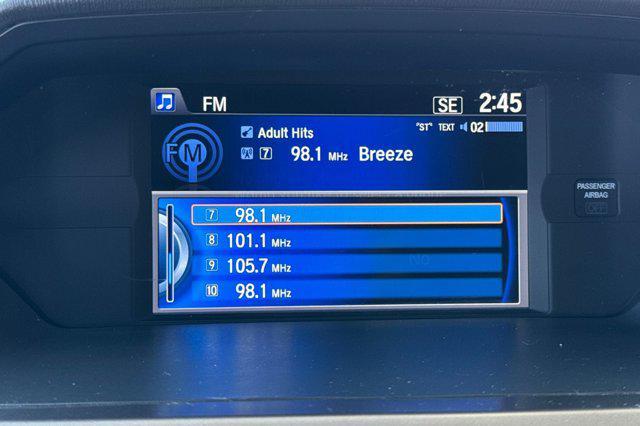 FM SE 2:45
Adult Hits "ST" TEXT 02
FM 7 98.1 MHz Breeze
7 98.1 MHz
8 101.1 MHz
9 105.7 MHz
10 98.1 MHz
PASSENGER
AIRBAG
OFF